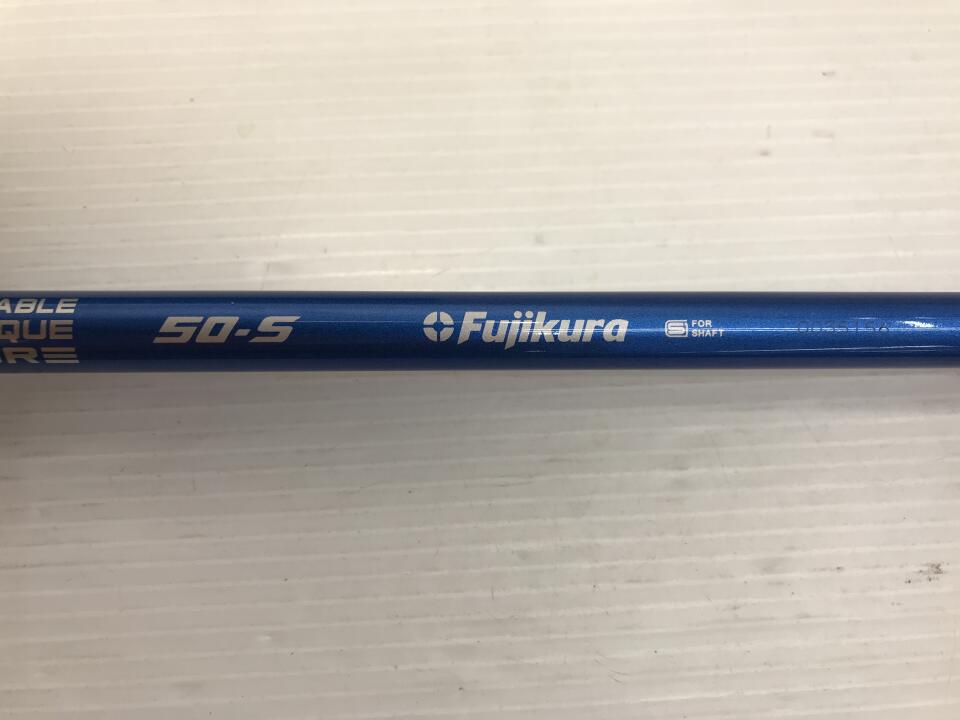 ABLE
QUE
RE
50-S
Fujikura
S FOR
SHAFT